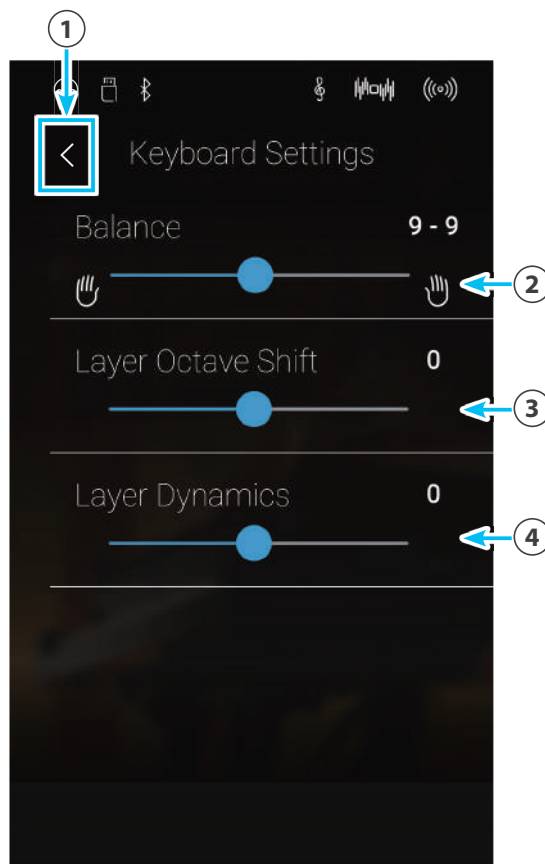 1
Keyboard Settings
Balance 9 - 9
2
Layer Octave Shift 0
3
Layer Dynamics 0
4